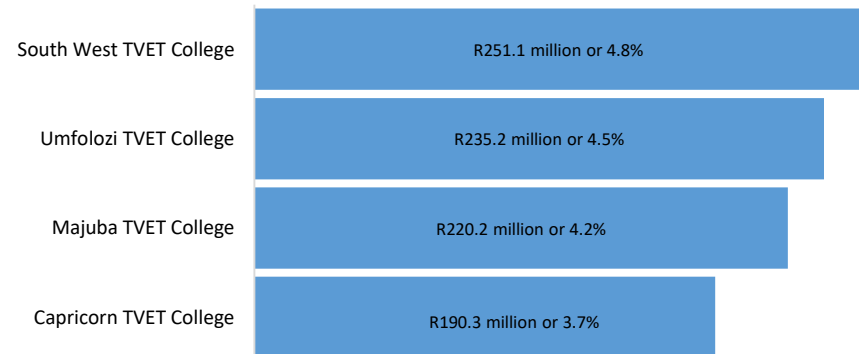 South West TVET College
R251.1 million or 4.8%
Umfolozi TVET College
R235.2 million or 4.5%
Majuba TVET College
R220.2 million or 4.2%
Capricorn TVET College
R190.3 million or 3.7%